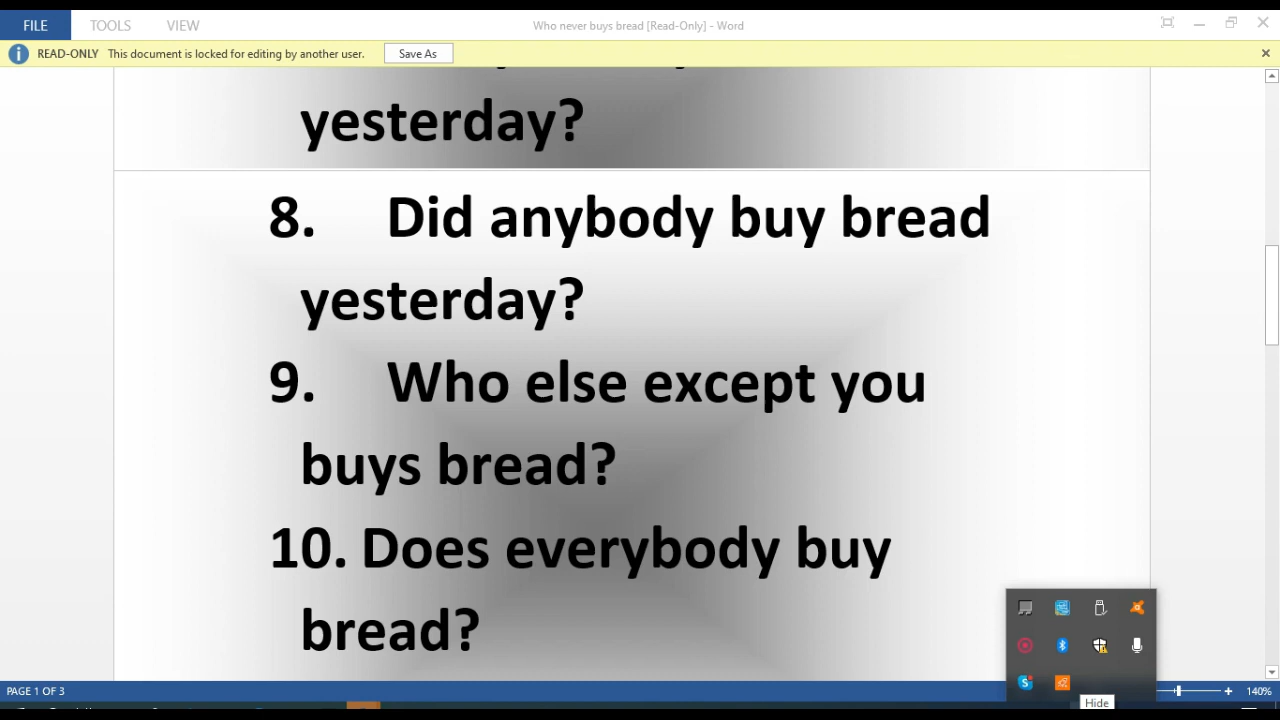 FILE TOOLS VIEW Who never buys bread [Read-Only] - Word
READ-ONLY This document is locked for editing by another user. Save As
yesterday?
8. Did anybody buy bread
yesterday?
9. Who else except you
buys bread?
10. Does everybody buy
bread?
PAGE 1 OF 3 140%
Hide